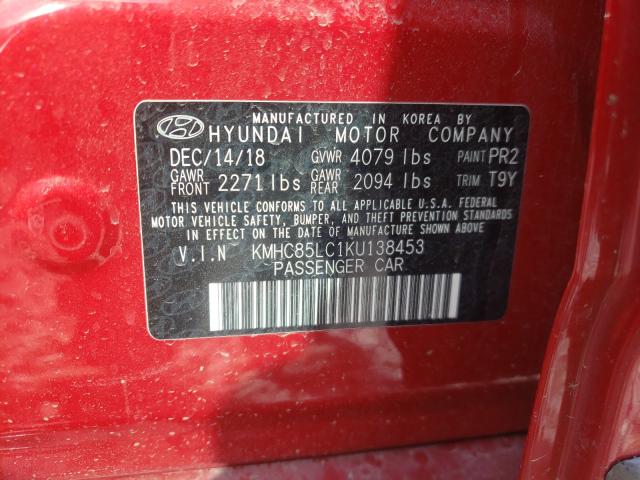 MANUFACTURED IN KOREA BY
HYUNDAI MOTOR COMPANY
DEC/14/18 GVWR 4079 lbs PAINT PR2
GAWR FRONT 2271 lbs GAWR REAR 2094 lbs TRIM T9Y
THIS VEHICLE CONFORMS TO ALL APPLICABLE U.S.A. FEDERAL
MOTOR VEHICLE SAFETY, BUMPER, AND THEFT PREVENTION STANDARDS
IN EFFECT ON THE DATE OF MANUFACTURE SHOWN ABOVE
V.I.N KMHC85LC1KU138453
PASSENGER CAR